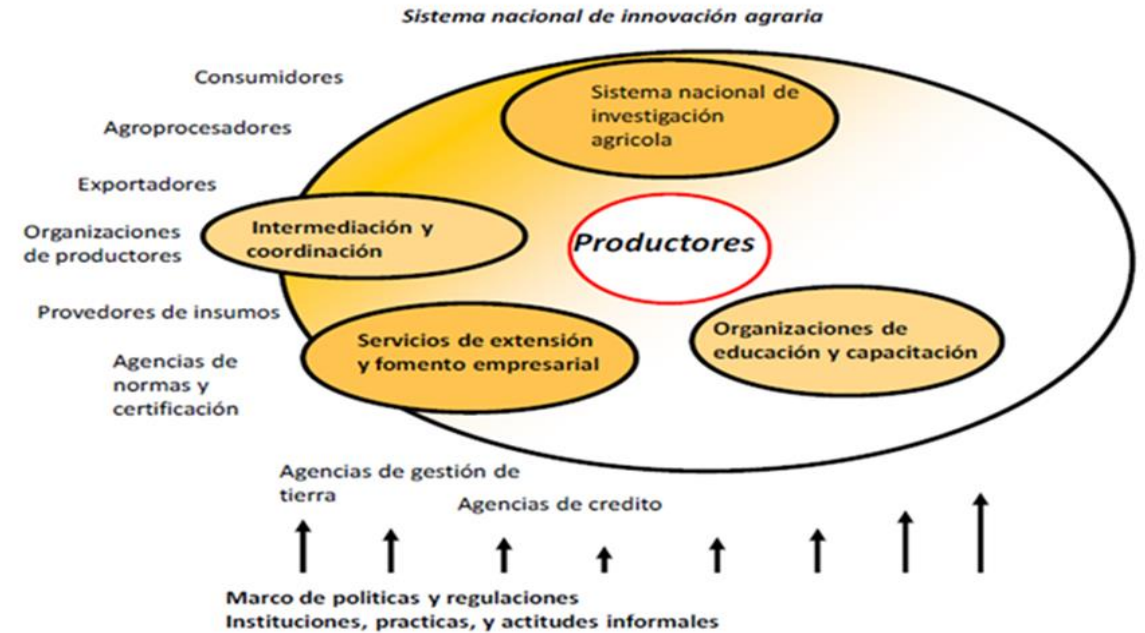 Sistema nacional de innovación agraria
Consumidores
Sistema nacional de
investigación
agricola
Agroprocesadores
Exportadores
Organizaciones
de productores
Intermediación y
coordinación
Productores
Provedores de insumos
Servicios de extensión
y fomento empresarial
Organizaciones de
educación y capacitación
Agencias de
normas y
certificación
Agencias de gestión de
tierra
Agencias de credito
Marco de politicas y regulaciones
Instituciones, practicas, y actitudes informales